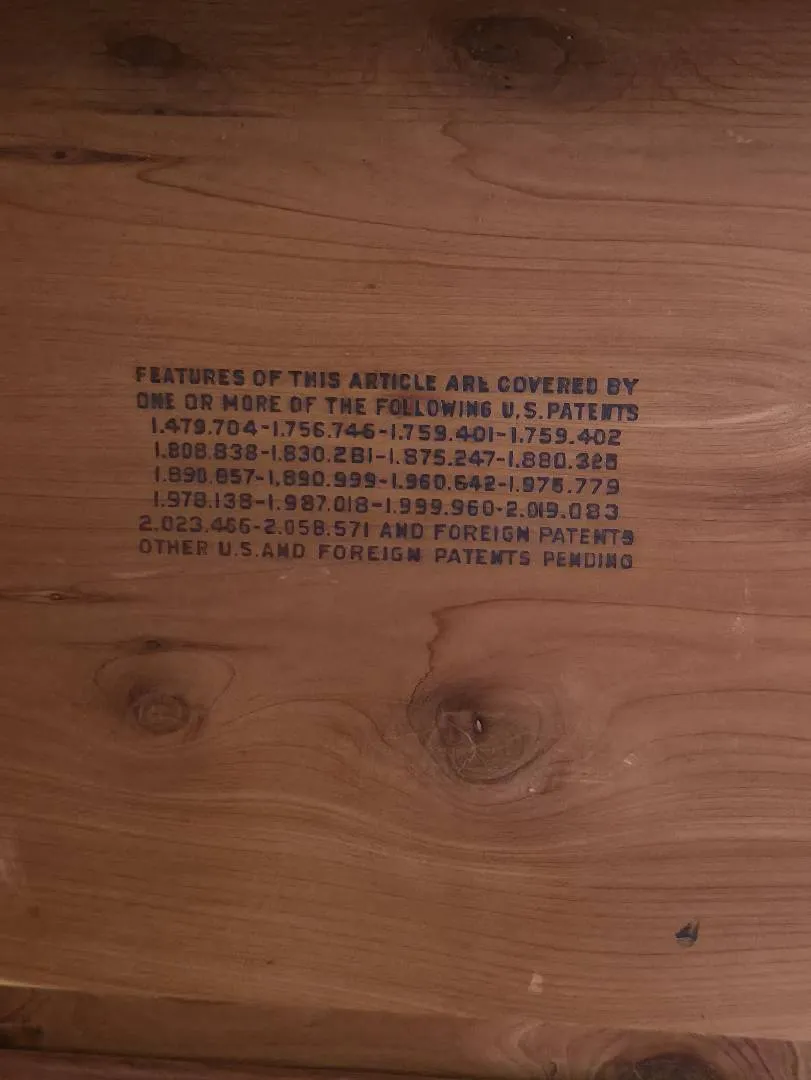 FEATURES OF THIS ARTICLE ARE COVERED BY
ONE OR MORE OF THE FOLLOWING U.S.PATENTS
1.479.704-1.756.746-1.759.401-1.759.402
1.808.838-1.830.281-1.875.247-1.880.325
1.890.857-1,890.999-1.960.642-1.975.779
1.978.138-1.987.018-1.999.960-2.019.083
2.023.466-2.058.571 AND FOREIGN PATENTS
OTHER U.S.AND FOREIGN PATENTS PENDING